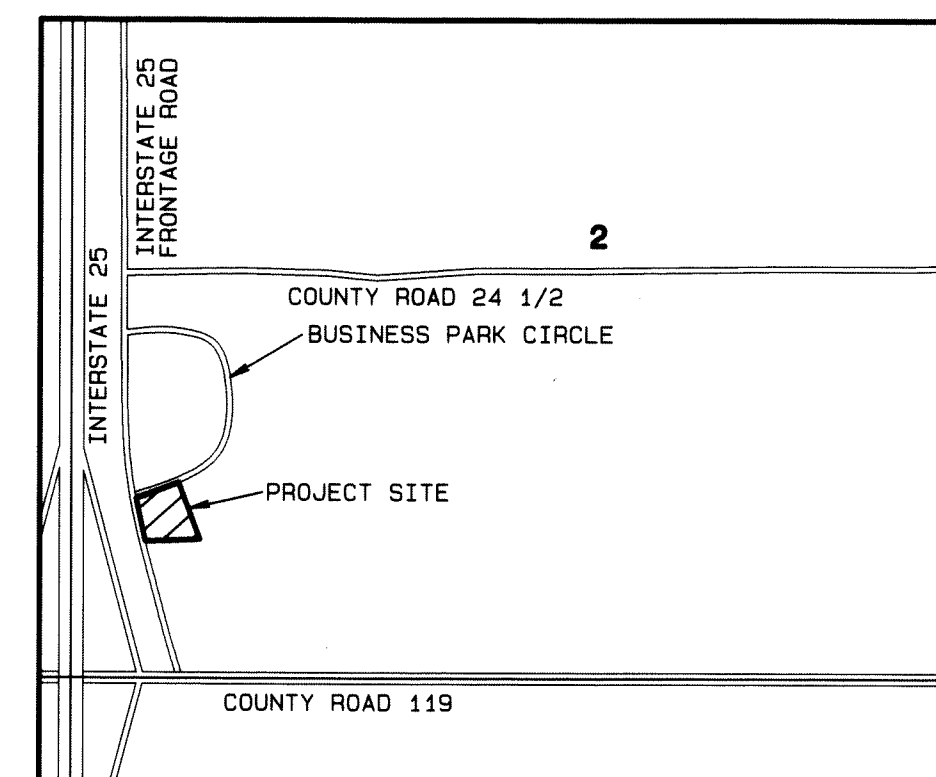 INTERSTATE 25
FRONTAGE ROAD
INTERSTATE 25
2
COUNTY ROAD 24 1/2
BUSINESS PARK CIRCLE
PROJECT SITE
COUNTY ROAD 119